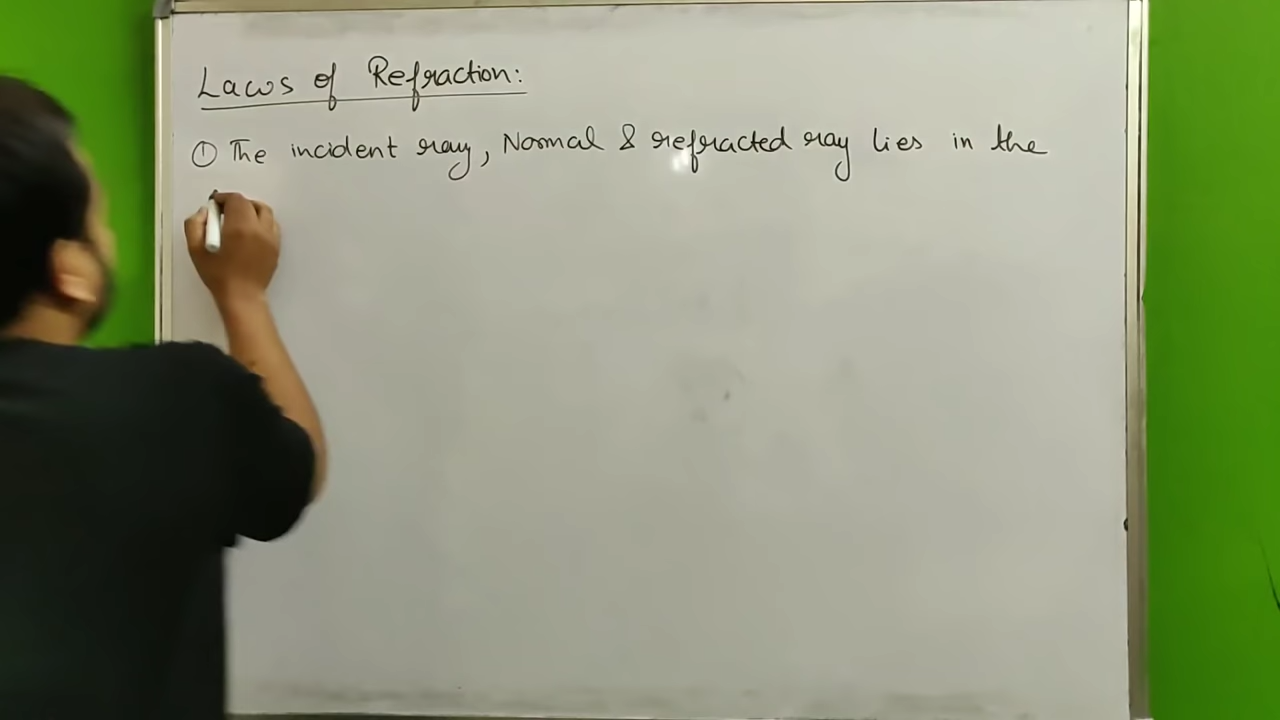 Laws of Refraction:
① The incident ray, Normal & refracted ray lies in the